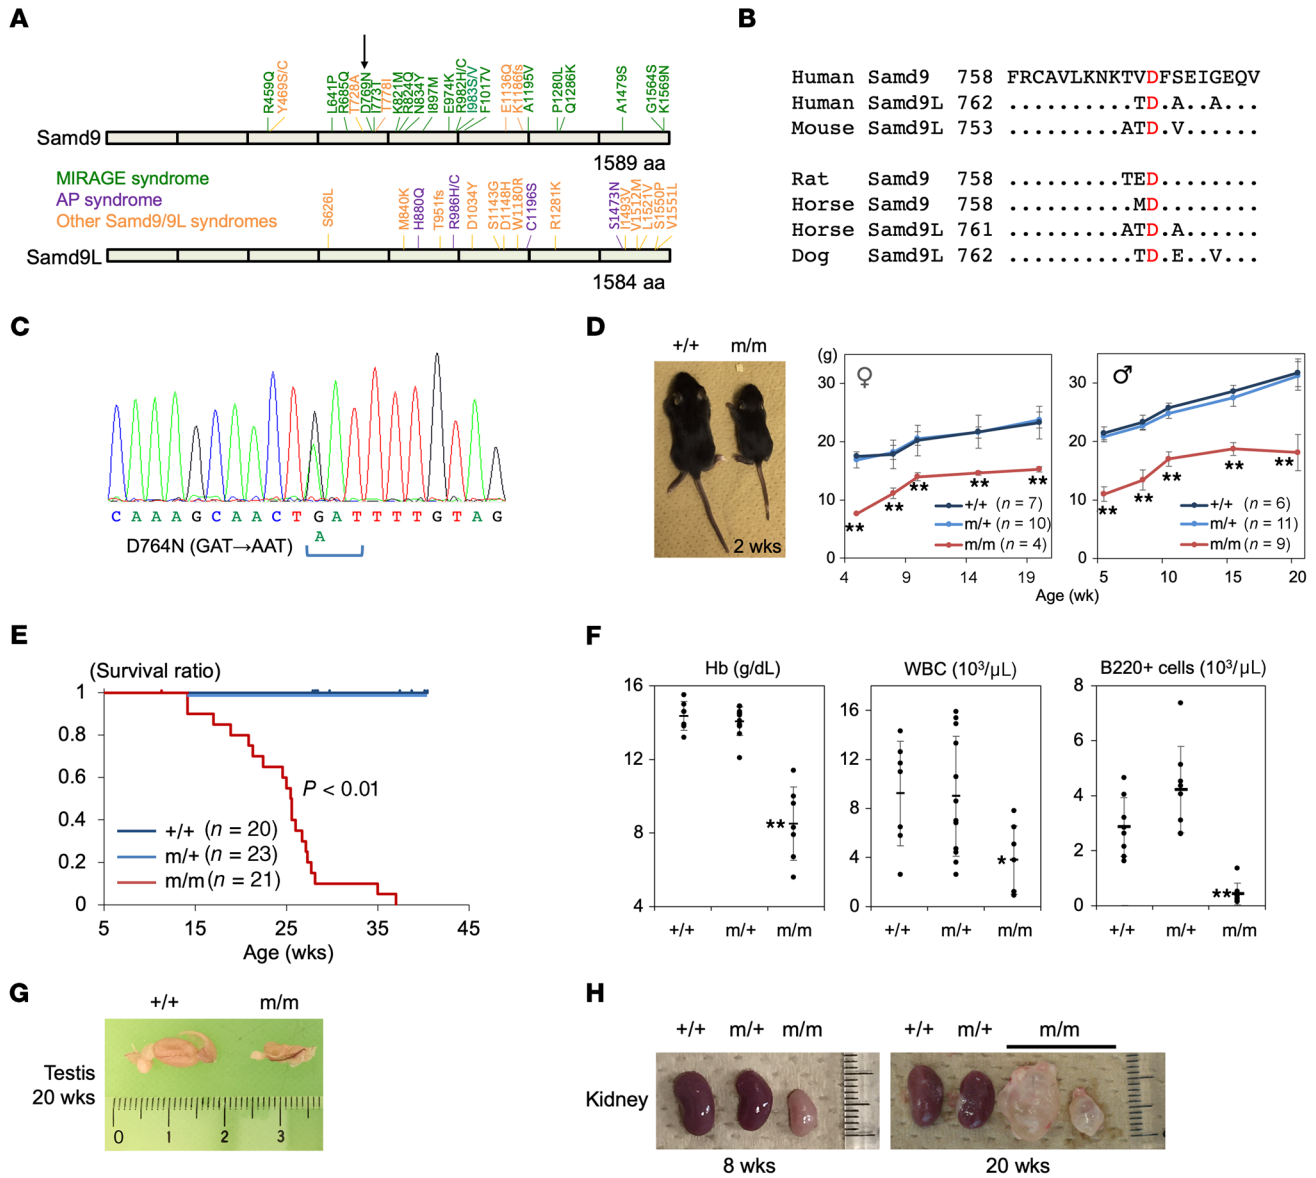 A
R459Q
Y469S/C
L641P
R685Q
T728A
D769N
I773T
T778I
K821M
R824Q
N834Y
I897M
E974K
R982H/C
I983S/V
F1017V
E1136Q
K1186fs
A1195V
P1280L
Q1286K
A1479S
G1564S
K1569N
Samd9
1589 aa
MIRAGE syndrome
AP syndrome
Other Samd9/9L syndromes
S626L
M840K
H880Q
T951fs
R986H/C
D1034Y
S1143G
D1148H
W1180R
C1196S
R1281K
S1473N
I1493V
V1512M
L1521V
S1550P
V1551L
Samd9L
1584 aa
B
Human Samd9 758 FRCAVLKNKTVDFSEIGEQV
Human Samd9L 762 ..........TD.A..A...
Mouse Samd9L 753 .........ATD.V......
Rat Samd9 758 .........TED........
Horse Samd9 758 ..........MD........
Horse Samd9L 761 .........ATD.A......
Dog Samd9L 762 ..........TD.E..V...
C
C A A A G C A A C T G A T T T T G T A G
A
D764N (GAT→AAT)
D
+/+ m/m
2 wks
(g)
♀
30
20
10
0
+/+ (n = 7)
m/+ (n = 10)
m/m (n = 4)
** ** ** ** **
4 9 14 19
♂
30
20
10
0
+/+ (n = 6)
m/+ (n = 11)
m/m (n = 9)
** ** ** ** **
5 10 15 20
Age (wk)
E
(Survival ratio)
1
0.8
0.6
0.4
0.2
0
P < 0.01
+/+ (n = 20)
m/+ (n = 23)
m/m (n = 21)
5 15 25 35 45
Age (wks)
F
Hb (g/dL)
16
12
8
4
**
+/+ m/+ m/m
WBC (10³/μL)
16
12
8
4
0
*
+/+ m/+ m/m
B220+ cells (10³/μL)
8
6
4
2
0
**
+/+ m/+ m/m
G
+/+ m/m
Testis
20 wks
0 1 2 3
H
+/+ m/+ m/m
+/+ m/+ m/m
Kidney
8 wks
20 wks